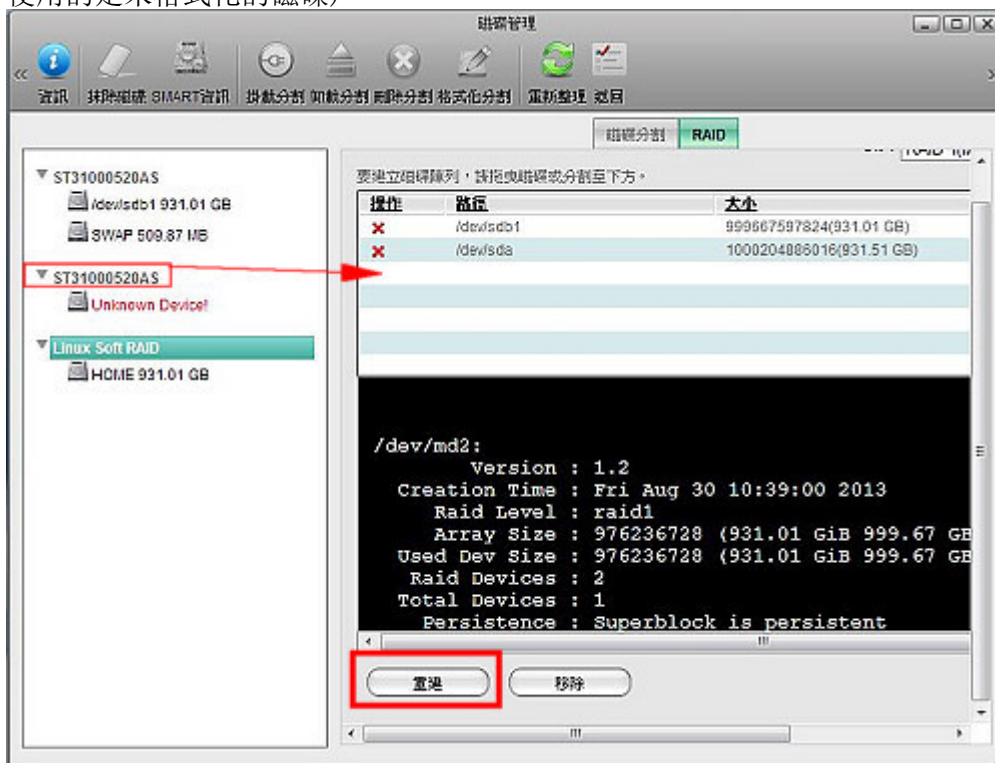 使用的是未格式化的磁碟)
磁碟管理
«
資訊 抹除磁碟 SMART資訊 掛載分割 卸載分割 刪除分割 格式化分割 重新整理 返回
磁碟分割 RAID
ST31000520AS
/dev/sdb1 931.01 GB
SWAP 509.87 MB
ST31000520AS
Unknown Device!
Linux Soft RAID
HOME 931.01 GB
要建立磁碟陣列，請拖曳磁碟或分割至下方。
操作 路徑 大小
/dev/sdb1 999667597824(931.01 GB)
/dev/sda 1000204886016(931.51 GB)
/dev/md2:
Version : 1.2
Creation Time : Fri Aug 30 10:39:00 2013
Raid Level : raid1
Array Size : 976236728 (931.01 GiB 999.67 GB
Used Dev Size : 976236728 (931.01 GiB 999.67 GB
Raid Devices : 2
Total Devices : 1
Persistence : Superblock is persistent
重建 移除